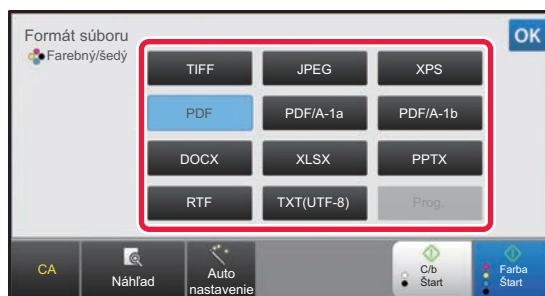 Formát súboru
OK
Farebný/šedý
TIFF
JPEG
XPS
PDF
PDF/A-1a
PDF/A-1b
DOCX
XLSX
PPTX
RTF
TXT(UTF-8)
Prog.
CA
Náhľad
Auto
nastavenie
C/b
Štart
Farba
Štart